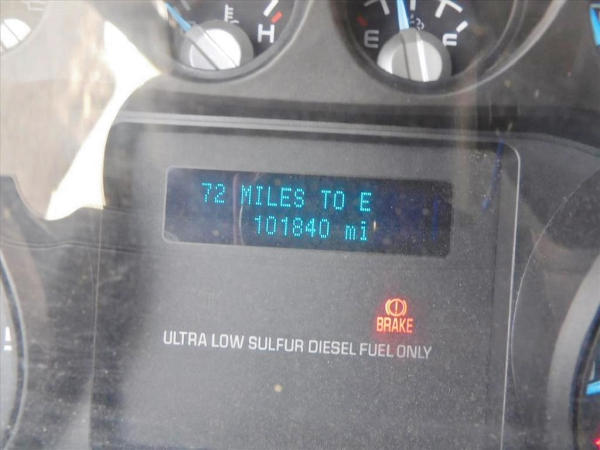 H
E
E
72 MILES TO E
101840 mi
BRAKE
ULTRA LOW SULFUR DIESEL FUEL ONLY